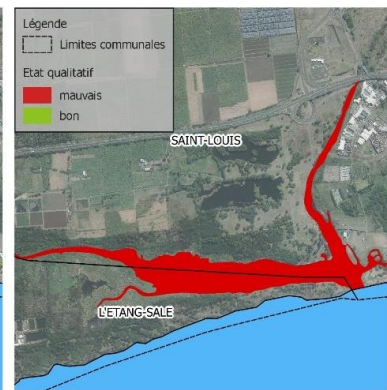 Légende
Limites communales
Etat qualitatif
mauvais
bon
SAINT-LOUIS
L'ETANG-SALE